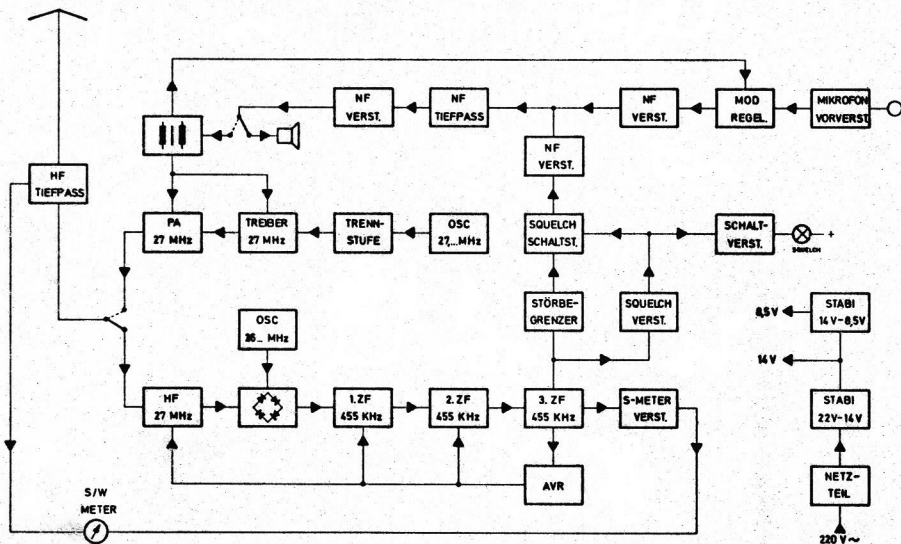 NF
VERST.
NF
TIEFPASS
NF
VERST.
MOD
REGEL.
MIKROFON
VORVERST.
NF
VERST.
HF
TIEFPASS
PA
27 MHz
TREIBER
27 MHz
TRENN-
STUFE
OSC
27,...MHz
SQUELCH
SCHALTST.
SCHALT-
VERST.
+
SQUELCH
STÖRBE-
GRENZER
SQUELCH
VERST.
8,5V
STABI
14V-8,5V
OSC
26... MHz
14V
HF
27 MHz
1. ZF
455 KHz
2. ZF
455 KHz
3. ZF
455 KHz
S-METER
VERST.
STABI
22V-14V
AVR
NETZ-
TEIL
S/W
METER
220 V~